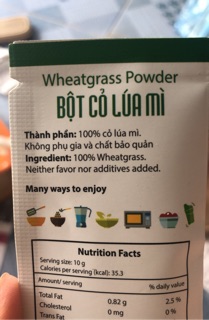 Wheatgrass Powder
BỘT CỎ LÚA MÌ
Thành phần: 100% cỏ lúa mì.
Không phụ gia và chất bảo quản
Ingredient: 100% Wheatgrass.
Neither favor nor additives added.
Many ways to enjoy
Nutrition Facts
Serving size: 10 g
Calories per serving (kcal): 35.3
Amount/ serving % daily value
Total Fat 0.82 g 2,5 %
Cholesterol 0 mg 0 %
Trans Fat